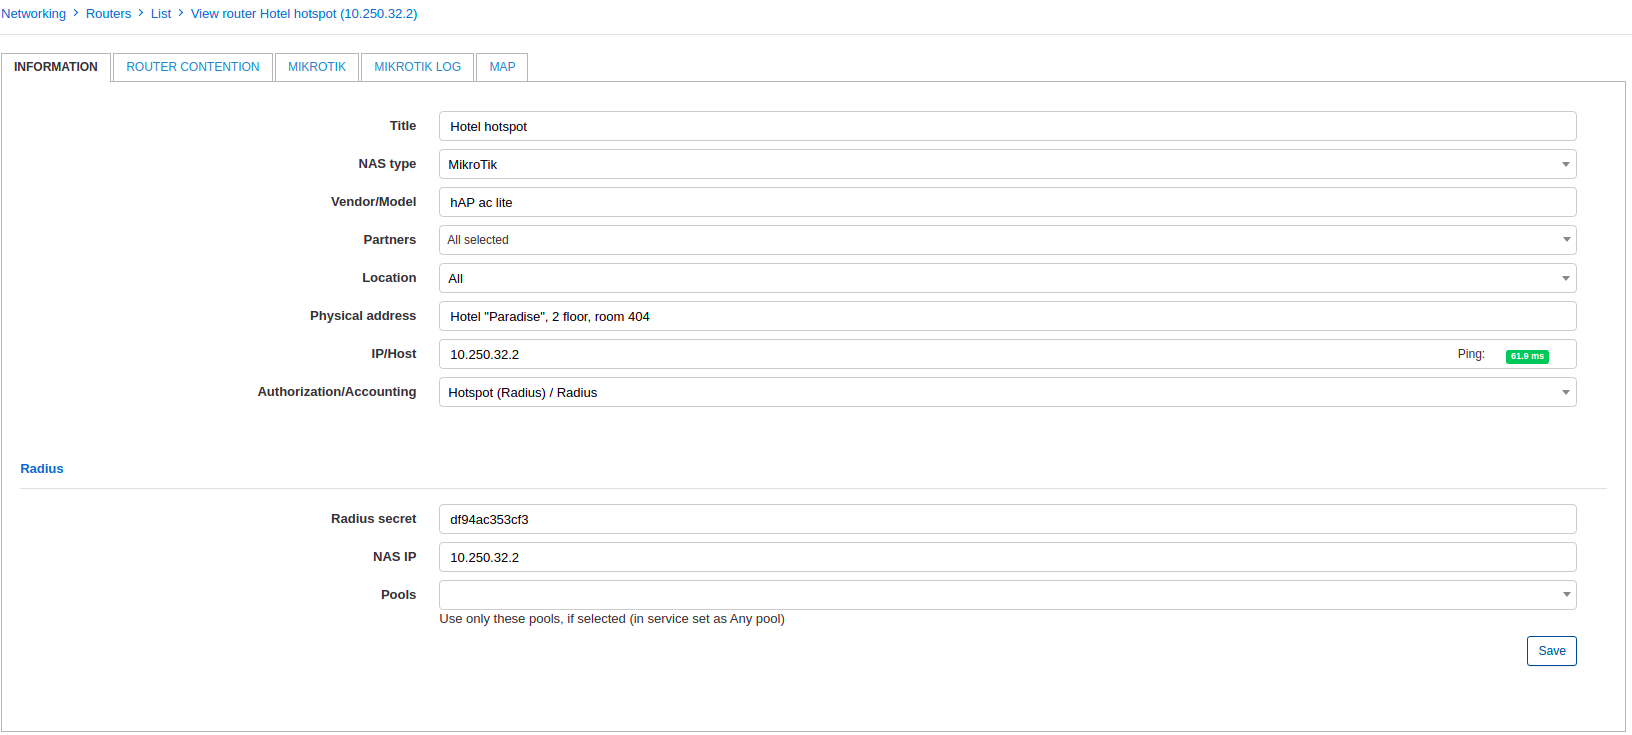 Networking > Routers > List > View router Hotel hotspot (10.250.32.2)
INFORMATION ROUTER CONTENTION MIKROTIK MIKROTIK LOG MAP
Title Hotel hotspot
NAS type MikroTik
Vendor/Model hAP ac lite
Partners All selected
Location All
Physical address Hotel "Paradise", 2 floor, room 404
IP/Host 10.250.32.2 Ping: 61.9 ms
Authorization/Accounting Hotspot (Radius) / Radius
Radius
Radius secret df94ac353cf3
NAS IP 10.250.32.2
Pools
Use only these pools, if selected (in service set as Any pool)
Save